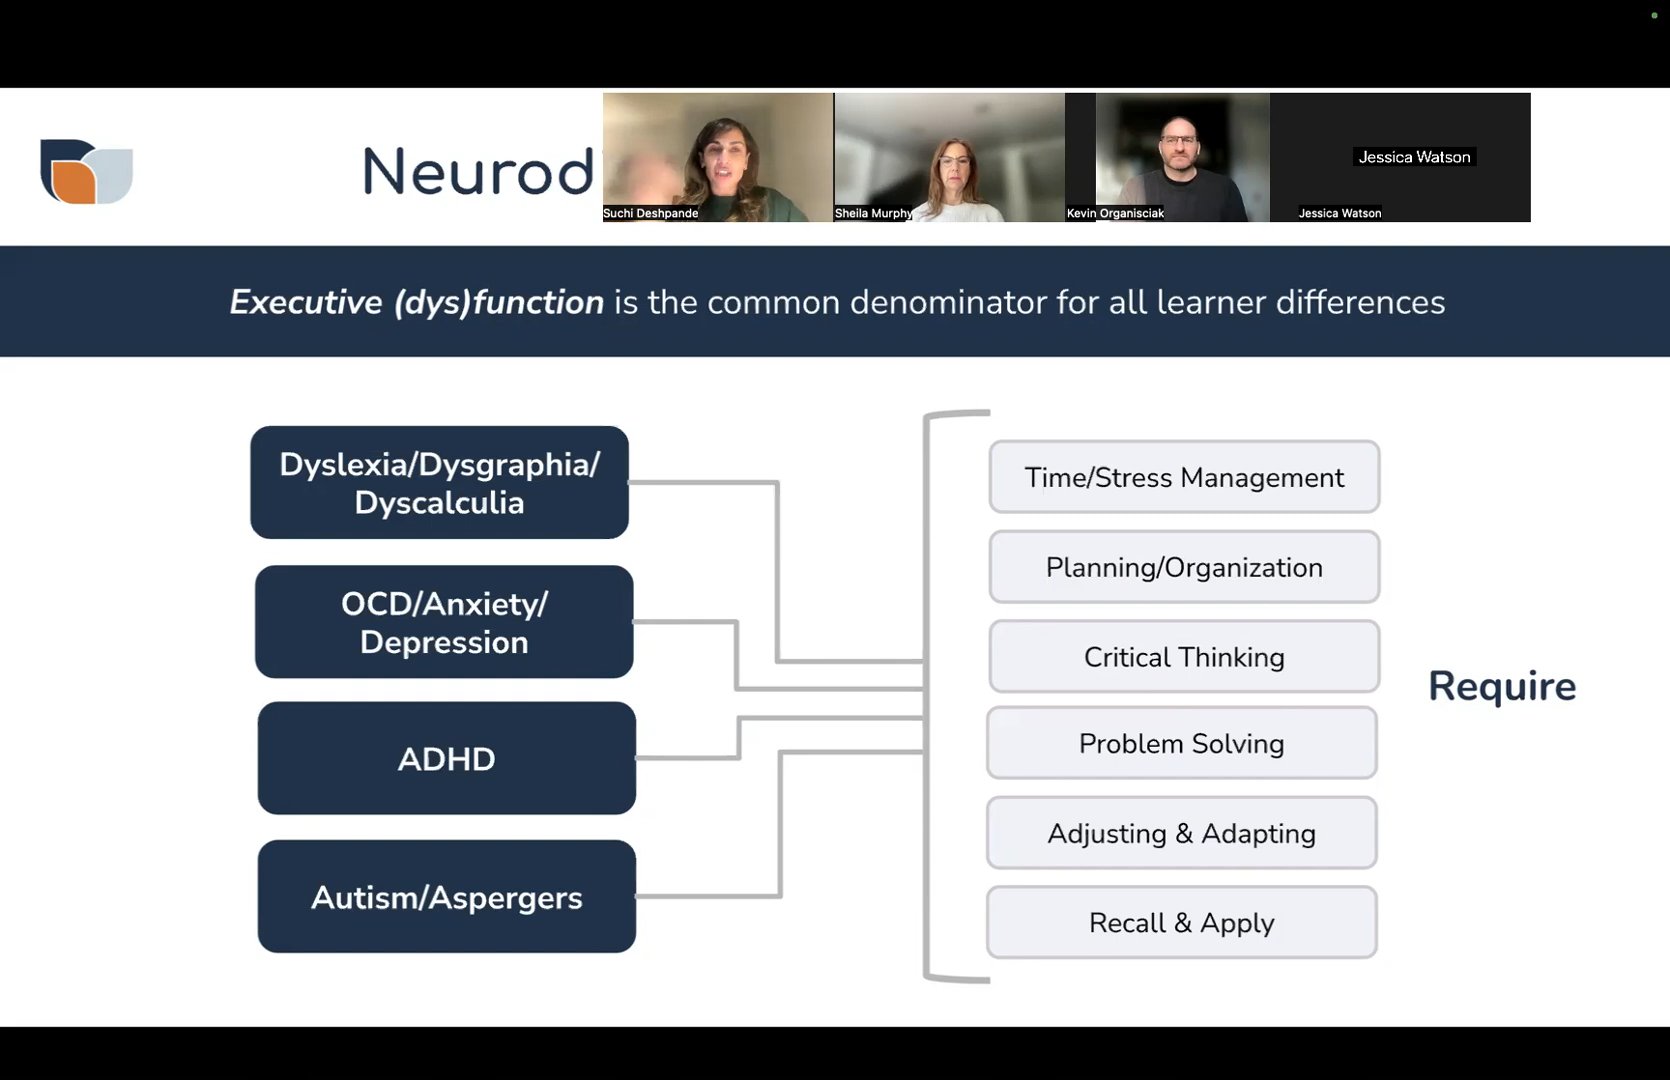 Neurod
Jessica Watson
Suchi Deshpande
Sheila Murphy
Kevin Organisciak
Jessica Watson
Executive (dys)function is the common denominator for all learner differences
Dyslexia/Dysgraphia/
Dyscalculia
OCD/Anxiety/
Depression
ADHD
Autism/Aspergers
Time/Stress Management
Planning/Organization
Critical Thinking
Problem Solving
Adjusting & Adapting
Recall & Apply
Require